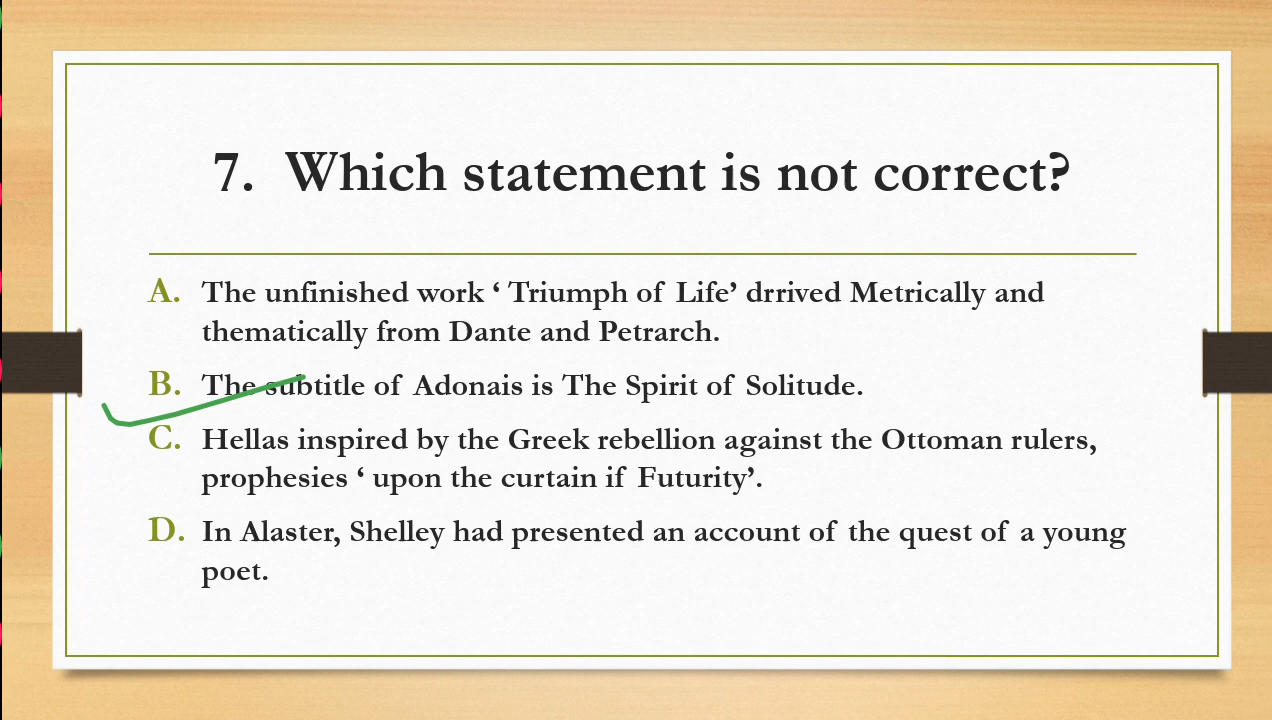 7. Which statement is not correct?
A. The unfinished work ‘ Triumph of Life’ drrived Metrically and
thematically from Dante and Petrarch.
B. The subtitle of Adonais is The Spirit of Solitude.
C. Hellas inspired by the Greek rebellion against the Ottoman rulers,
prophesies ‘ upon the curtain if Futurity’.
D. In Alaster, Shelley had presented an account of the quest of a young
poet.